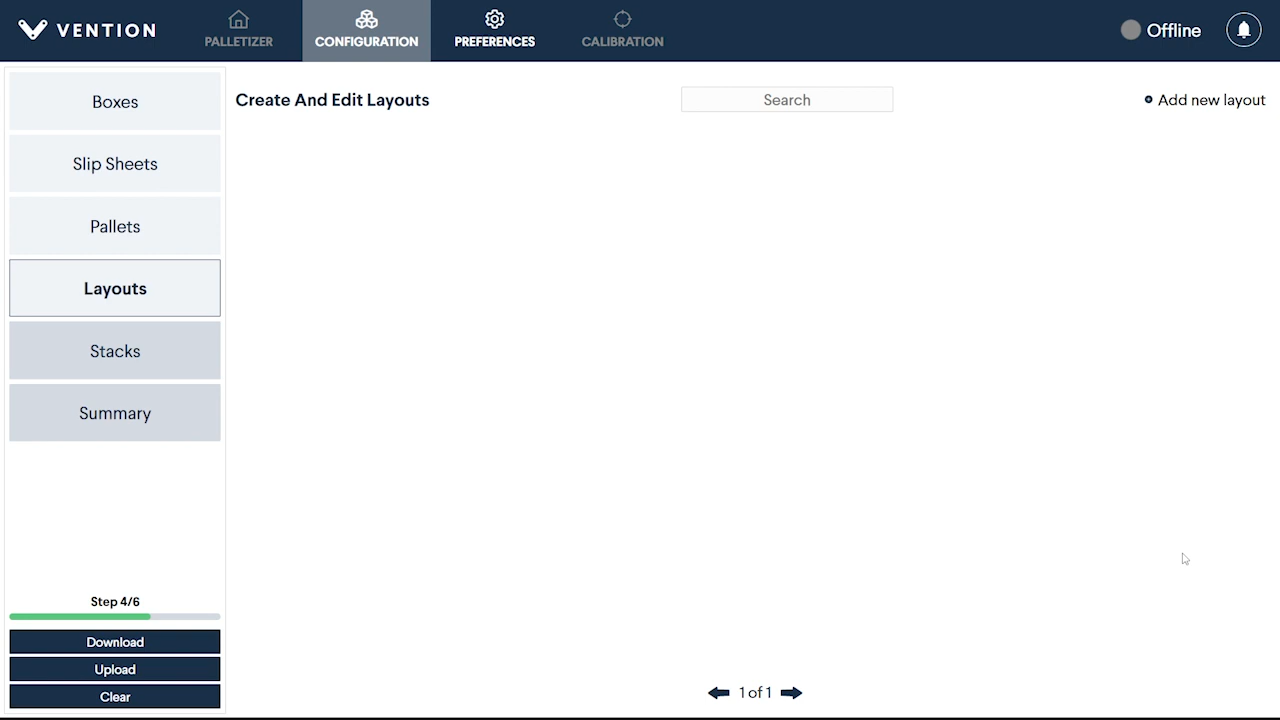 VENTION
PALLETIZER
CONFIGURATION
PREFERENCES
CALIBRATION
Offline
Boxes
Slip Sheets
Pallets
Layouts
Stacks
Summary
Step 4/6
Download
Upload
Clear
Create And Edit Layouts
Search
Add new layout
1 of 1